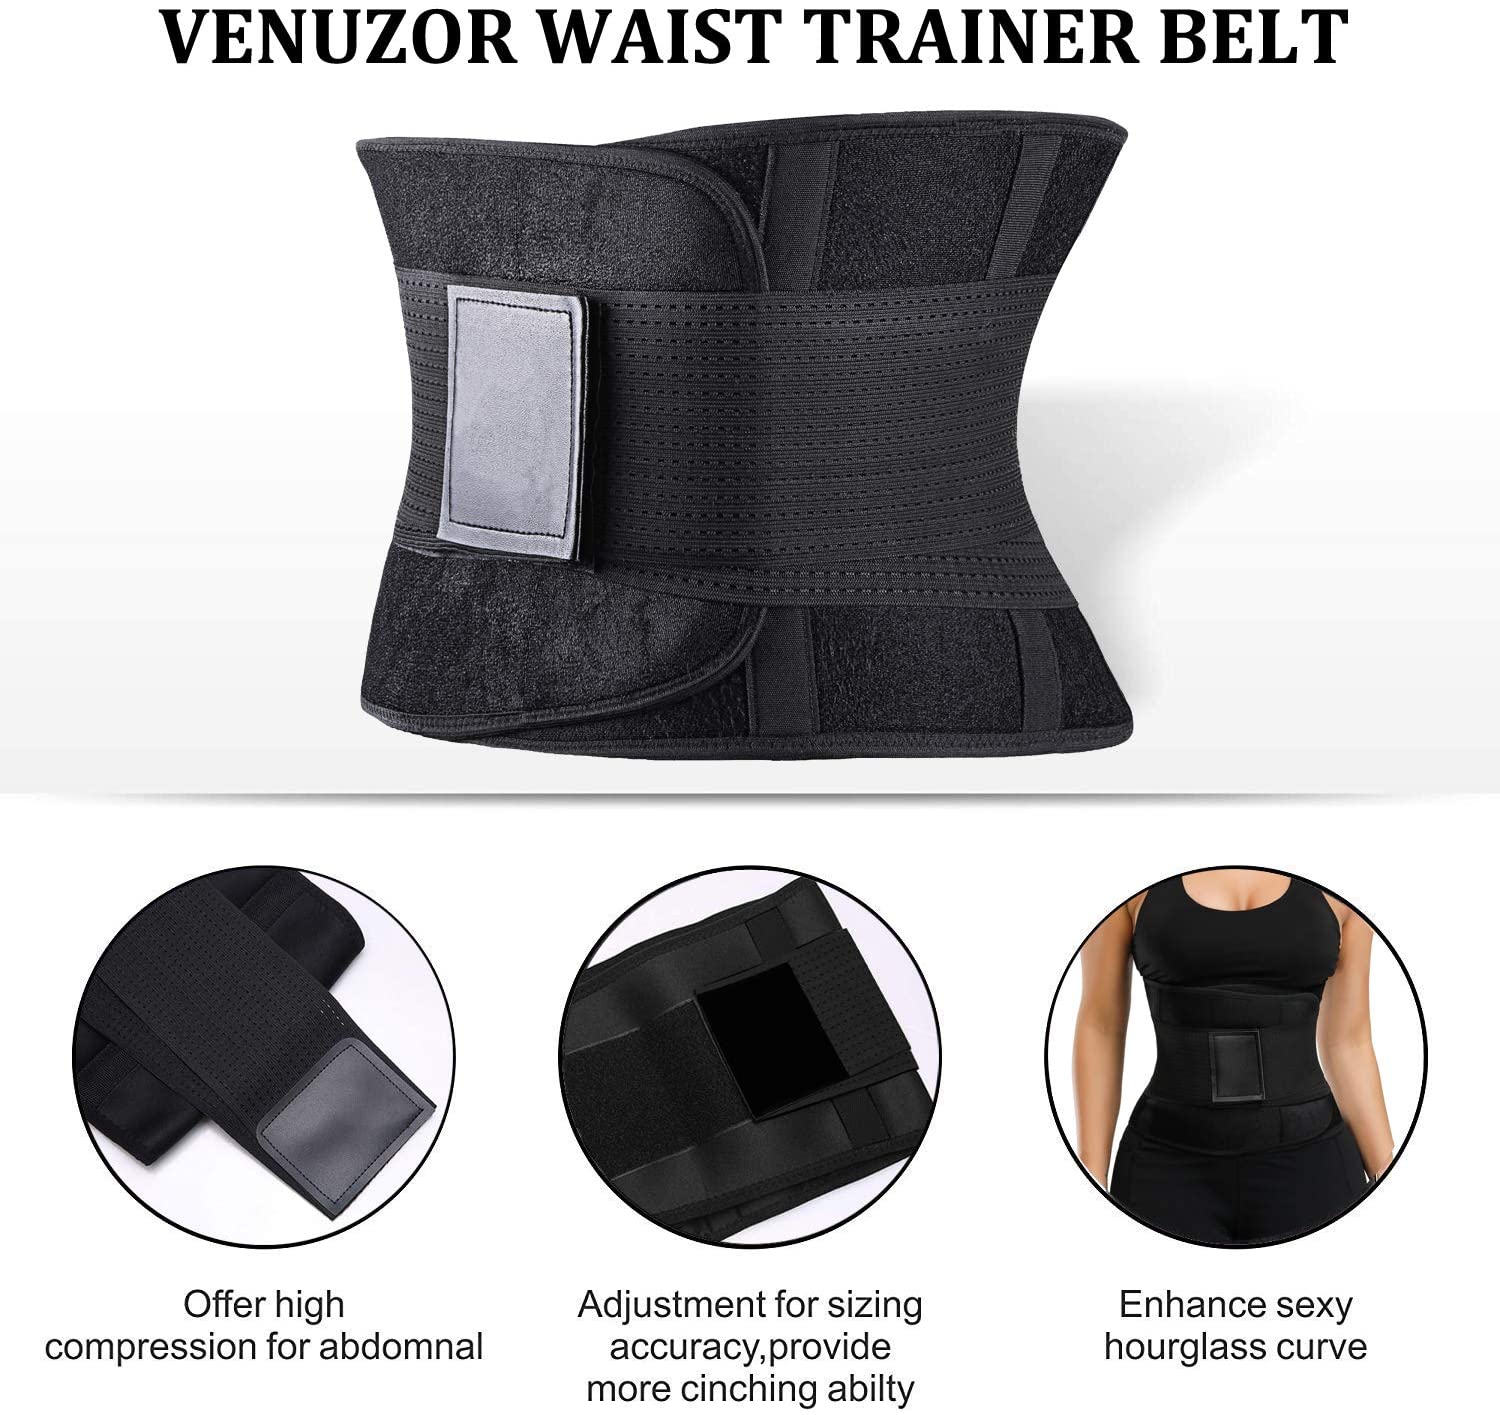 VENUZOR WAIST TRAINER BELT
Offer high
compression for abdomnal
Adjustment for sizing
accuracy,provide
more cinching abilty
Enhance sexy
hourglass curve